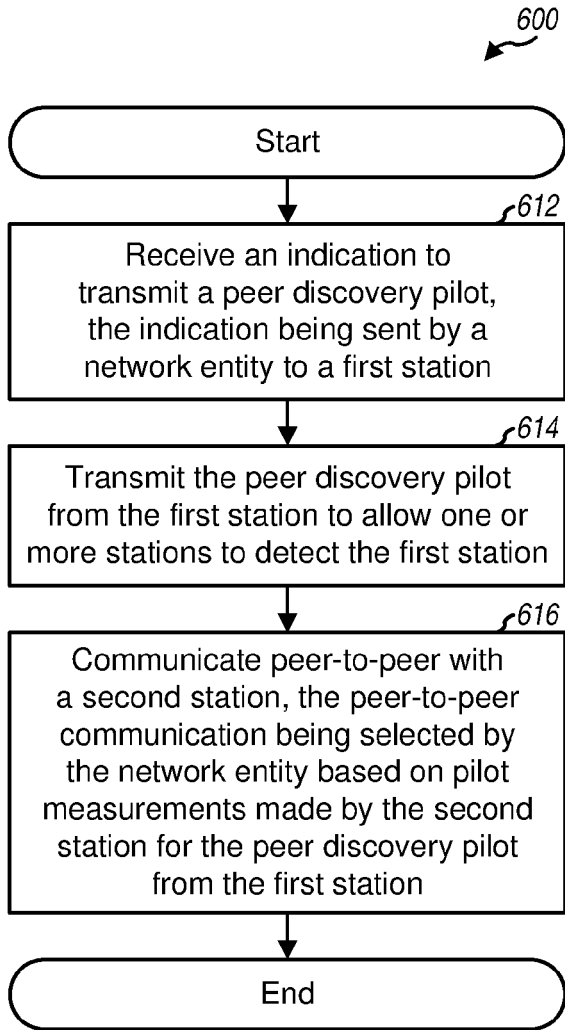 600
Start
612
Receive an indication to
transmit a peer discovery pilot,
the indication being sent by a
network entity to a first station
614
Transmit the peer discovery pilot
from the first station to allow one or
more stations to detect the first station
616
Communicate peer-to-peer with
a second station, the peer-to-peer
communication being selected by
the network entity based on pilot
measurements made by the second
station for the peer discovery pilot
from the first station
End